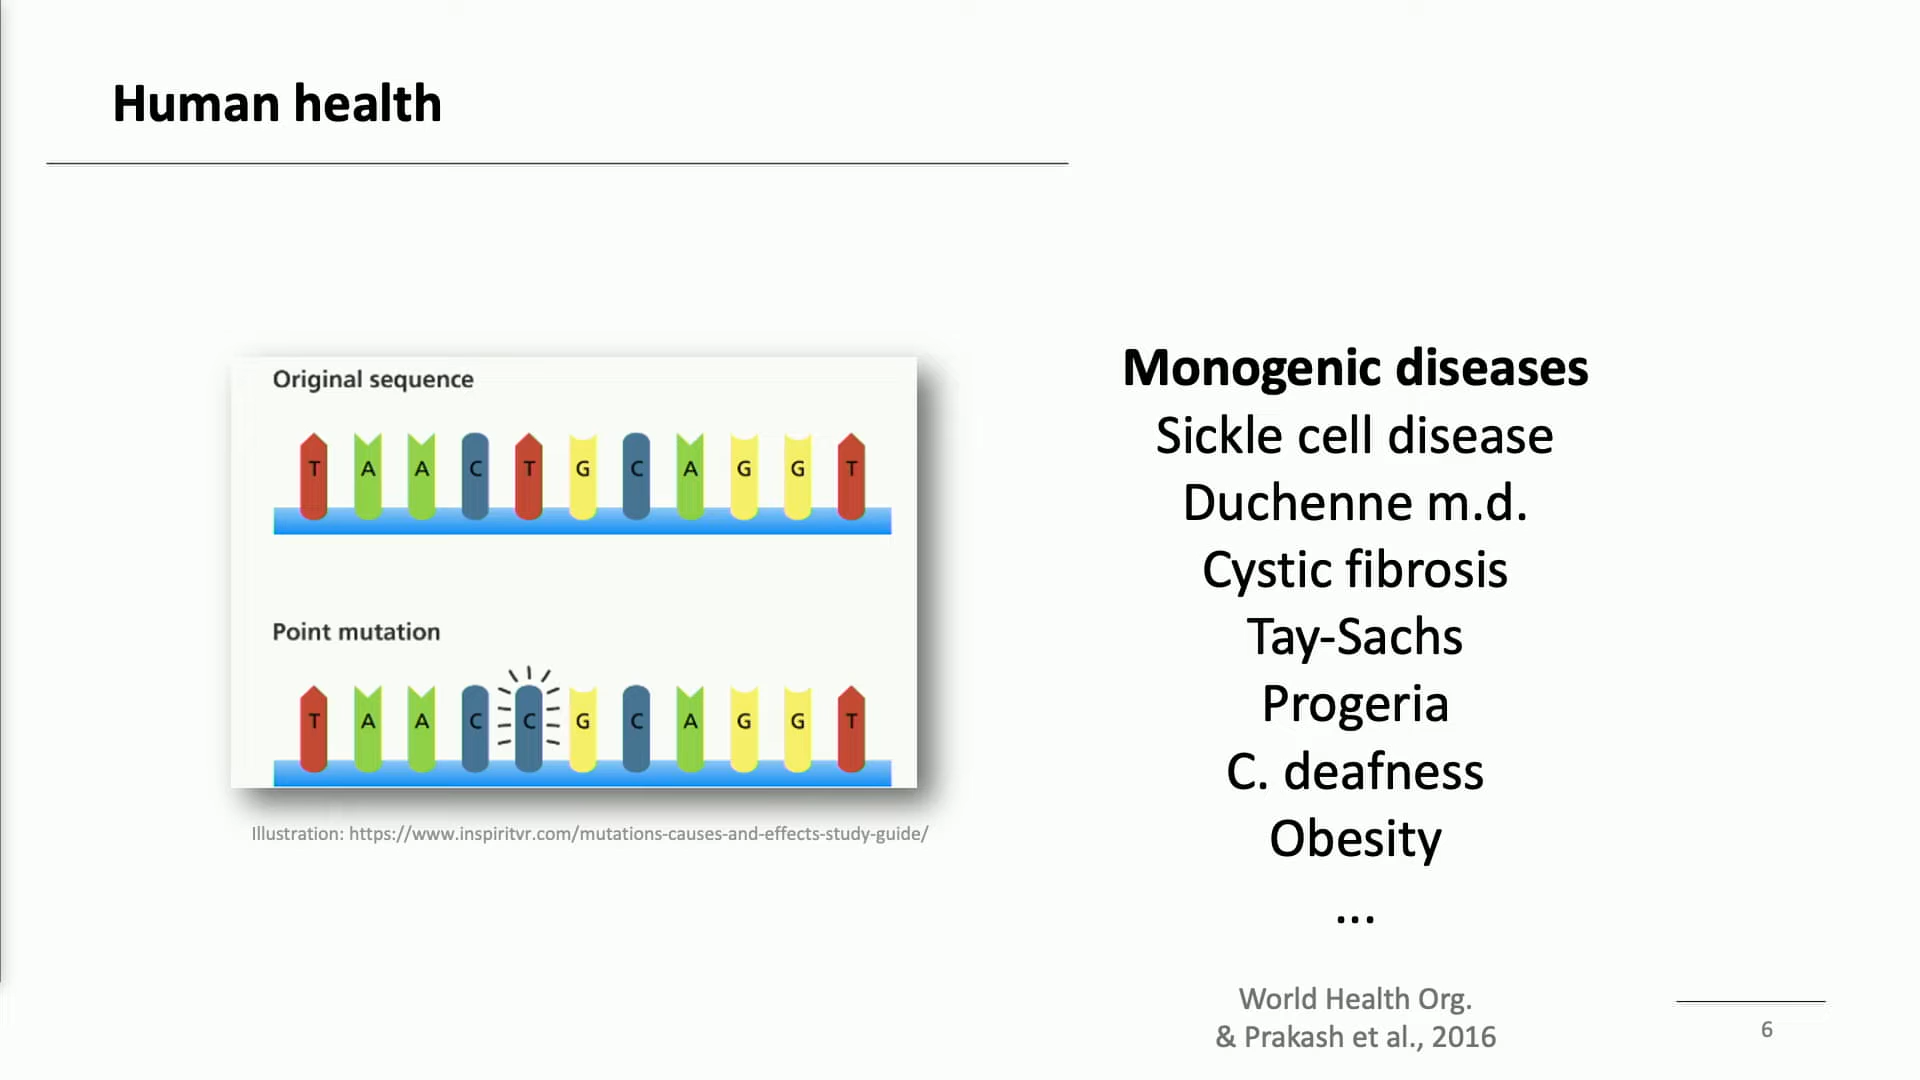 Human health
Original sequence
T A A C T G C A G G T
Point mutation
T A A C C G C A G G T
Illustration: https://www.inspiritvr.com/mutations-causes-and-effects-study-guide/
Monogenic diseases
Sickle cell disease
Duchenne m.d.
Cystic fibrosis
Tay-Sachs
Progeria
C. deafness
Obesity
...
World Health Org.
& Prakash et al., 2016
6